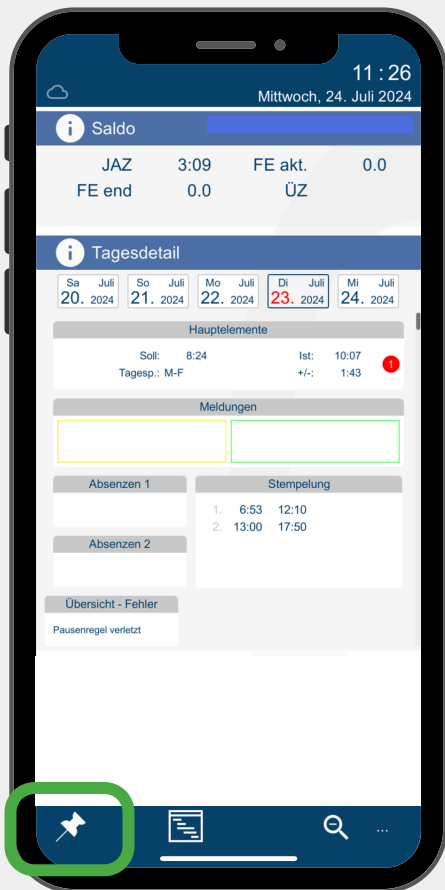 11 : 26
Mittwoch, 24. Juli 2024
i Saldo
JAZ 3:09 FE akt. 0.0
FE end 0.0 ÜZ
i Tagesdetail
Sa Juli So Juli Mo Juli Di Juli Mi Juli
20. 2024 21. 2024 22. 2024 23. 2024 24. 2024
Hauptelemente
Soll: 8:24 Ist: 10:07 1
Tagesp.: M-F +/-: 1:43
Meldungen
Absenzen 1 Stempelung
1. 6:53 12:10
2. 13:00 17:50
Absenzen 2
Übersicht - Fehler
Pausenregel verletzt
...